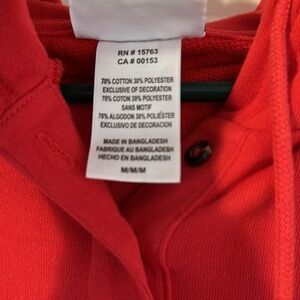 RN # 15763
CA # 00153
70% COTTON 30% POLYESTER
EXCLUSIVE OF DECORATION
70% COTON 30% POLYESTER
SANS MOTIF
70% ALGODON 30% POLIÉSTER
EXCLUSIVO DE DECORACION
MADE IN BANGLADESH
FABRIQUE AU BANGLADESH
HECHO EN BANGLADESH
M/M/M